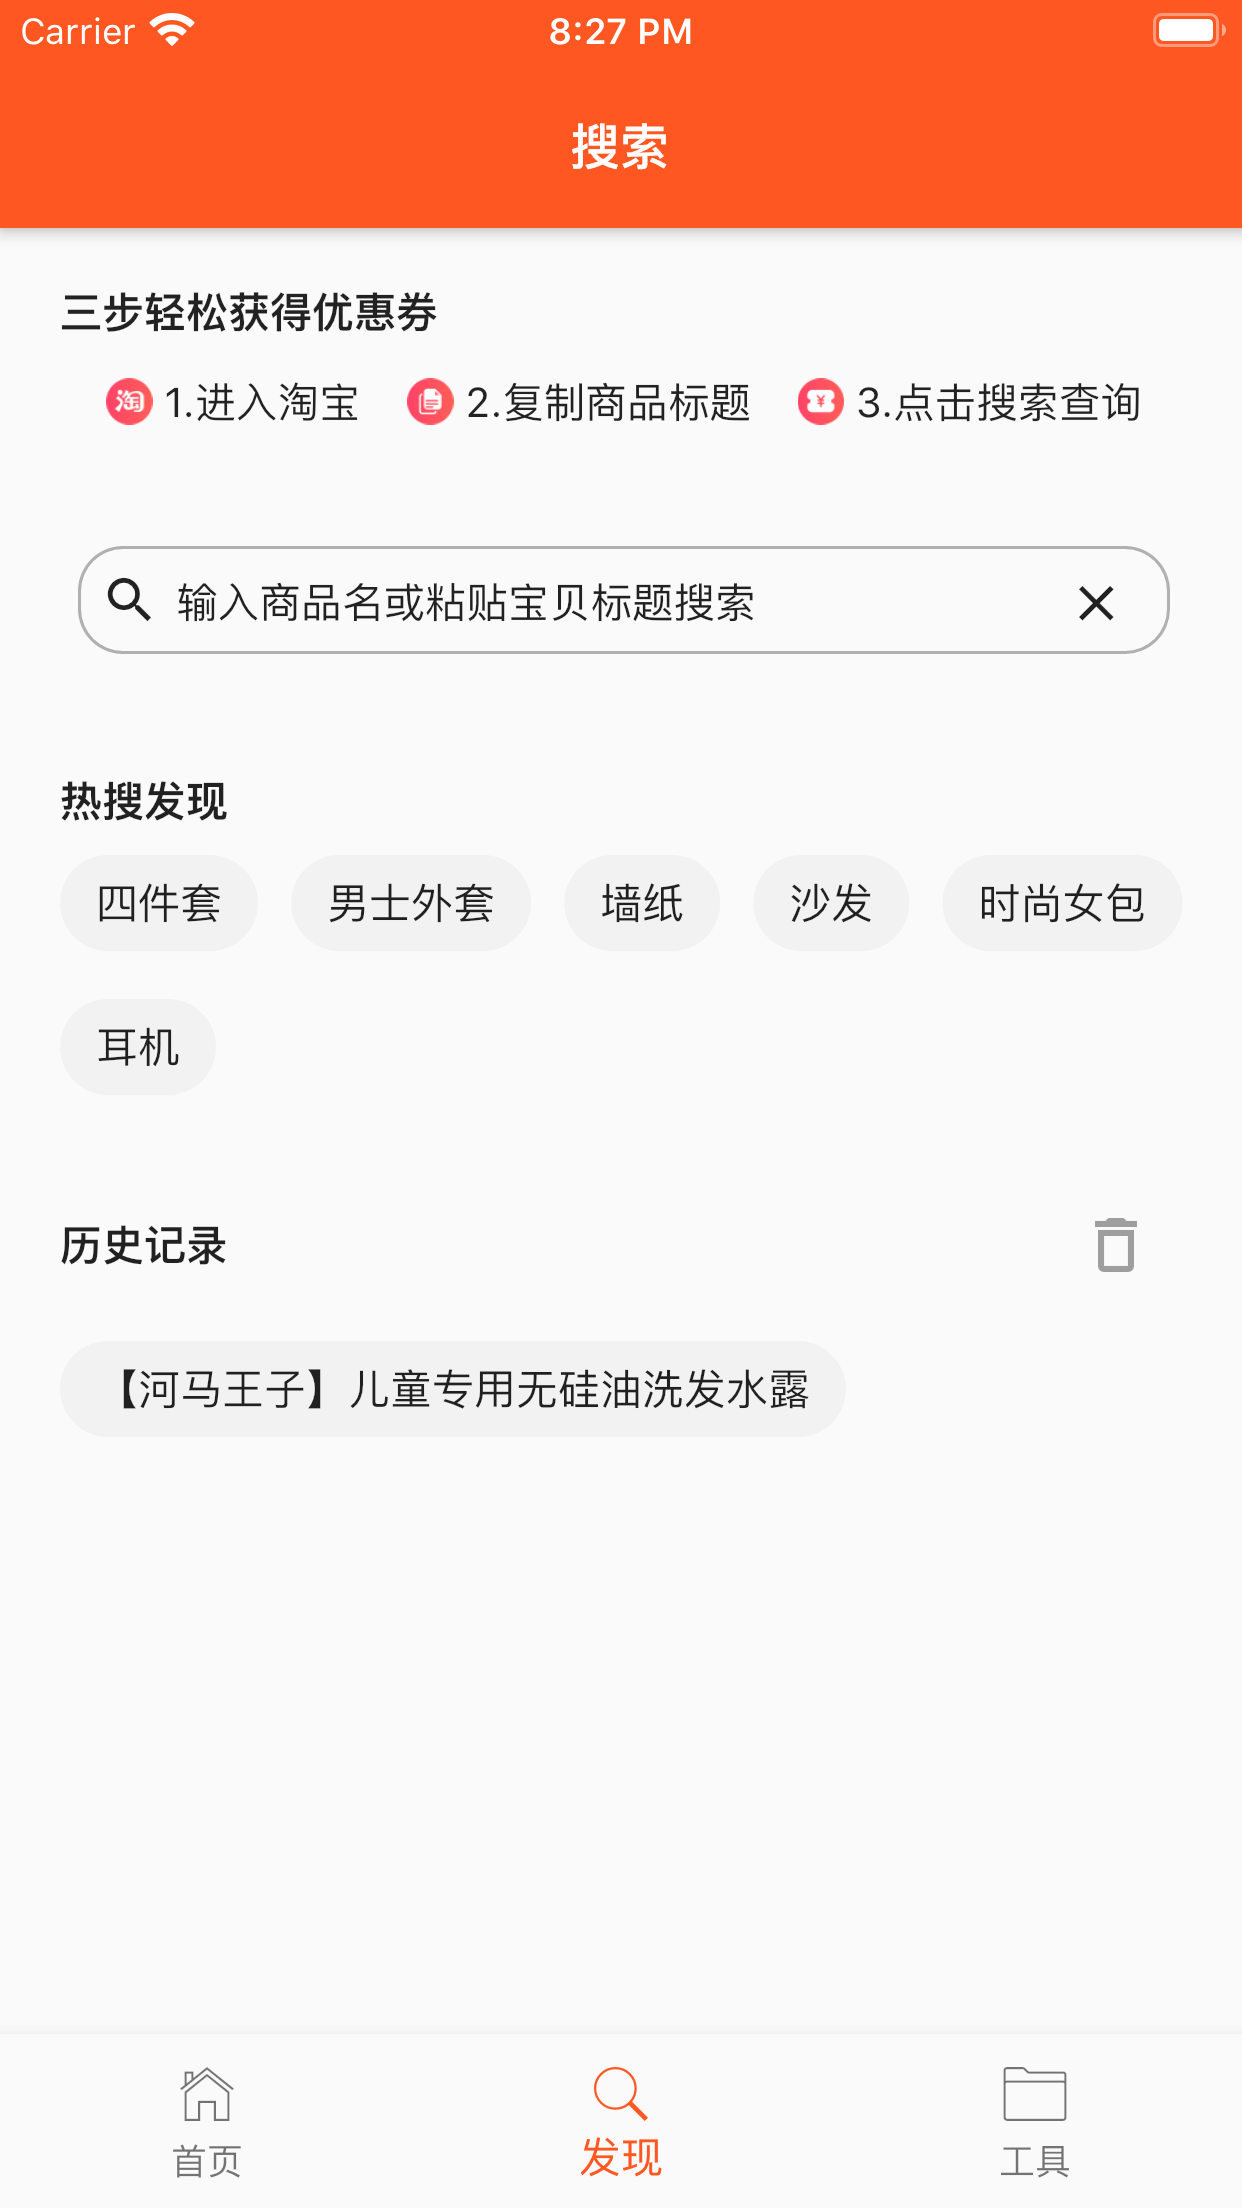 Carrier 8:27 PM
搜索
三步轻松获得优惠券
淘 1.进入淘宝 2.复制商品标题 ¥ 3.点击搜索查询
输入商品名或粘贴宝贝标题搜索
热搜发现
四件套 男士外套 墙纸 沙发 时尚女包
耳机
历史记录
【河马王子】儿童专用无硅油洗发水露
首页 发现 工具